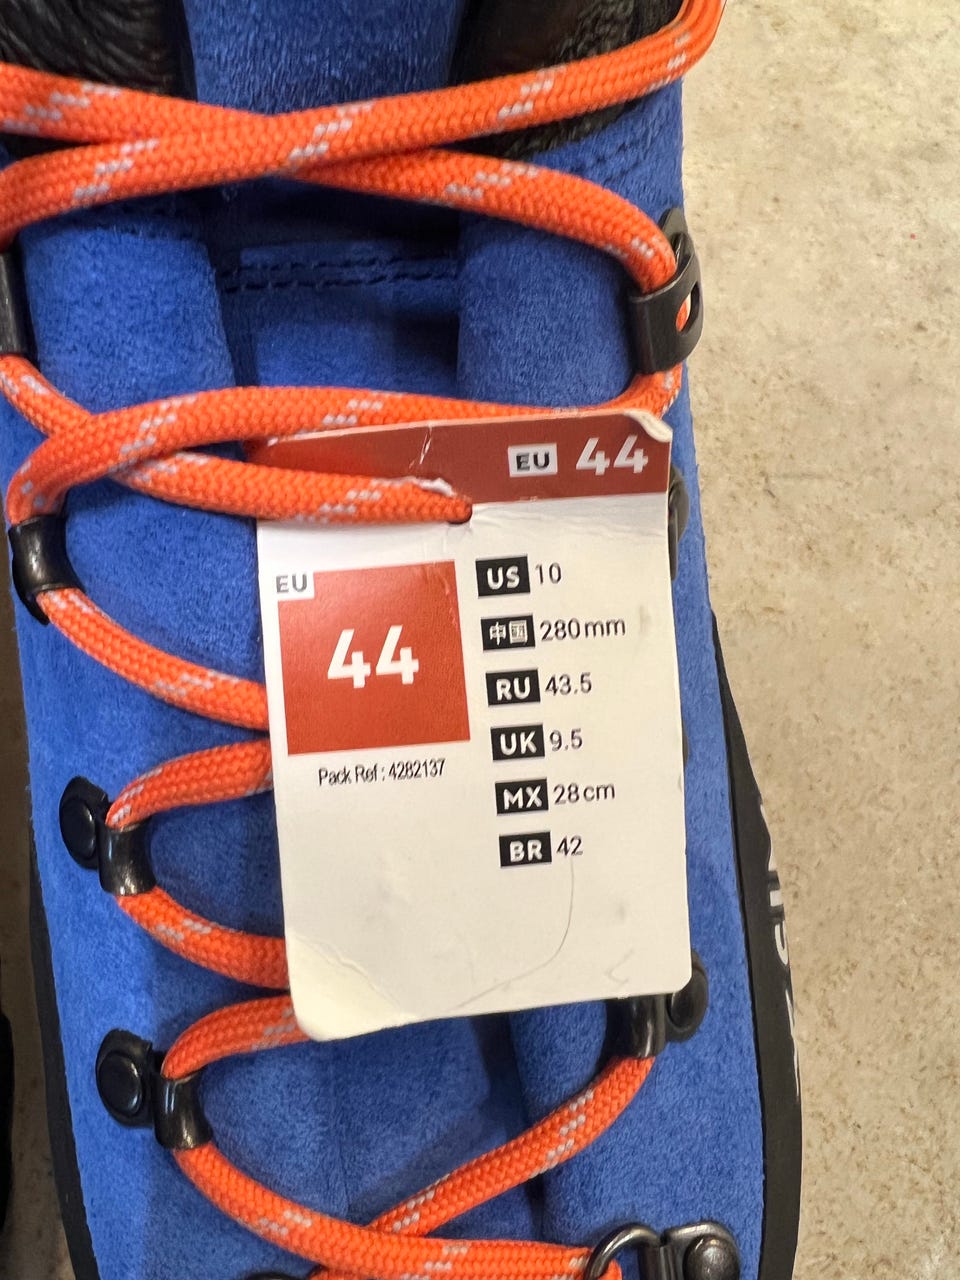 EU 44
EU
44
Pack Ref : 4282137
US 10
中國 280mm
RU 43.5
UK 9.5
MX 28cm
BR 42